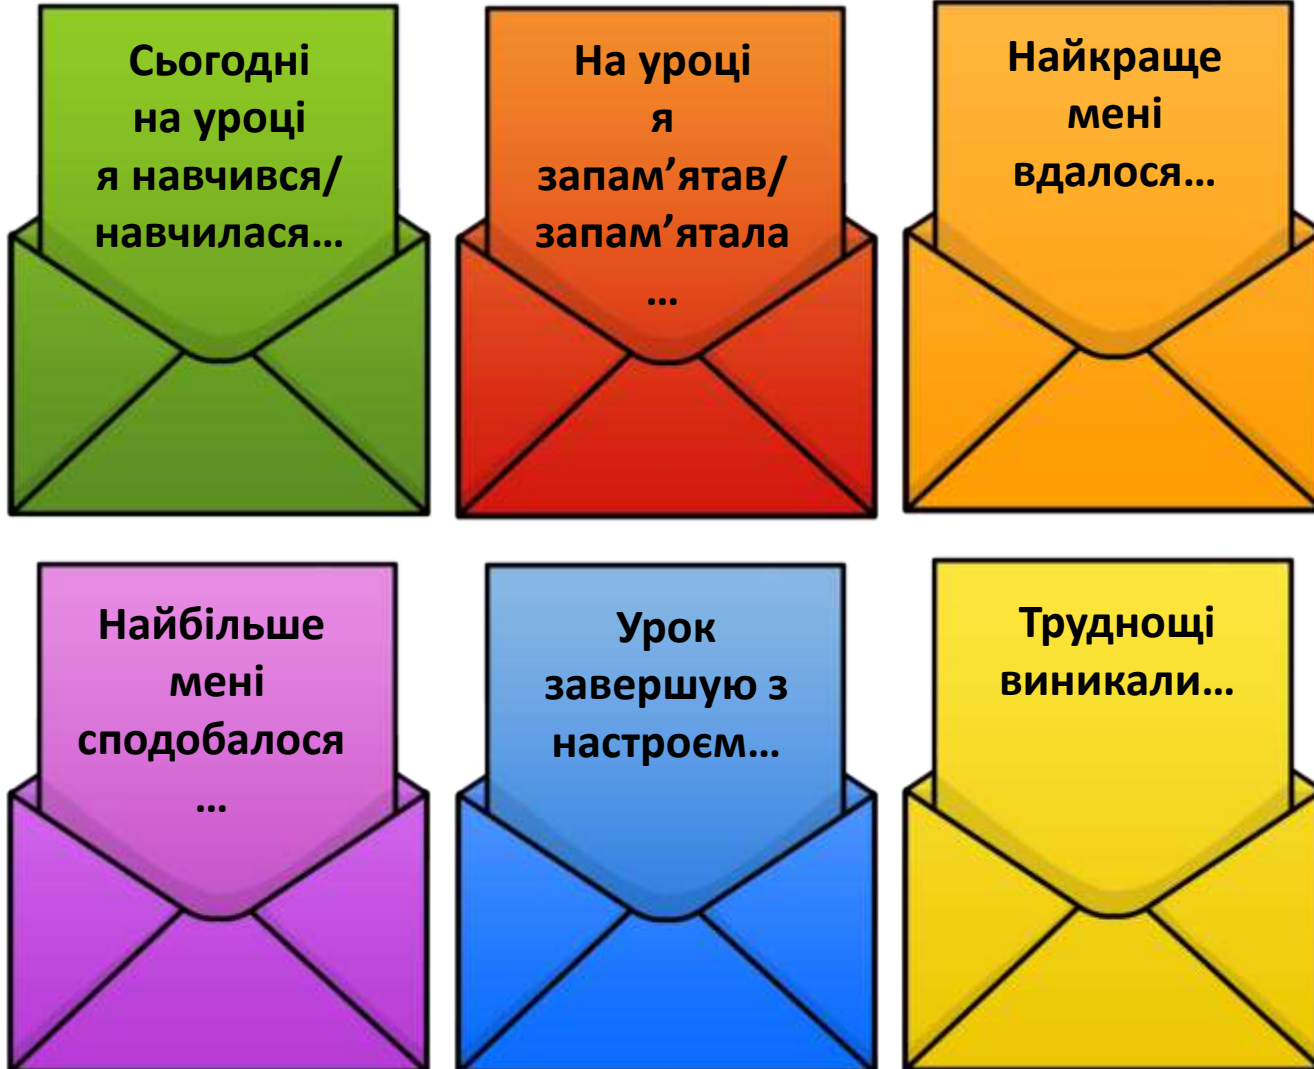 Сьогодні
на уроці
я навчився/
навчилася…
На уроці
я
запам’ятав/
запам’ятала
…
Найкраще
мені
вдалося…
Найбільше
мені
сподобалося
…
Урок
завершую з
настроєм…
Труднощі
виникали…